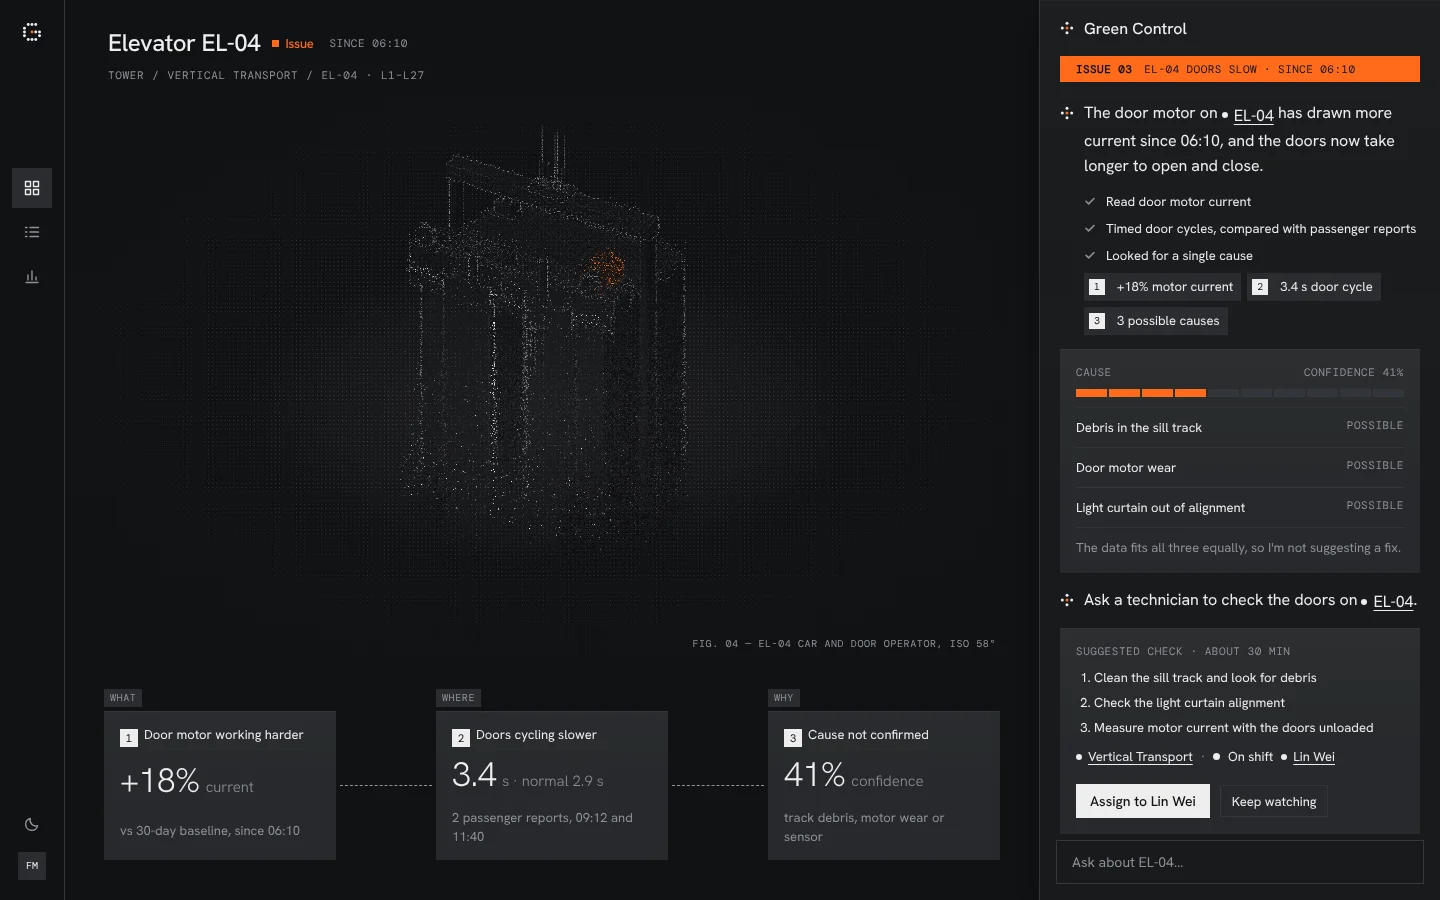 Elevator EL-04 Issue SINCE 06:10
TOWER / VERTICAL TRANSPORT / EL-04 · L1–L27
FIG. 04 — EL-04 CAR AND DOOR OPERATOR, ISO 58°
WHAT
1 Door motor working harder
+18% current
vs 30-day baseline, since 06:10
WHERE
2 Doors cycling slower
3.4 s · normal 2.9 s
2 passenger reports, 09:12 and
11:40
WHY
3 Cause not confirmed
41% confidence
track debris, motor wear or
sensor
FM
Green Control
ISSUE 03 EL-04 DOORS SLOW · SINCE 06:10
The door motor on EL-04 has drawn more
current since 06:10, and the doors now take
longer to open and close.
Read door motor current
Timed door cycles, compared with passenger reports
Looked for a single cause
1 +18% motor current 2 3.4 s door cycle
3 3 possible causes
CAUSE CONFIDENCE 41%
Debris in the sill track POSSIBLE
Door motor wear POSSIBLE
Light curtain out of alignment POSSIBLE
The data fits all three equally, so I'm not suggesting a fix.
Ask a technician to check the doors on EL-04.
SUGGESTED CHECK · ABOUT 30 MIN
1. Clean the sill track and look for debris
2. Check the light curtain alignment
3. Measure motor current with the doors unloaded
Vertical Transport · On shift Lin Wei
Assign to Lin Wei Keep watching
Ask about EL-04...